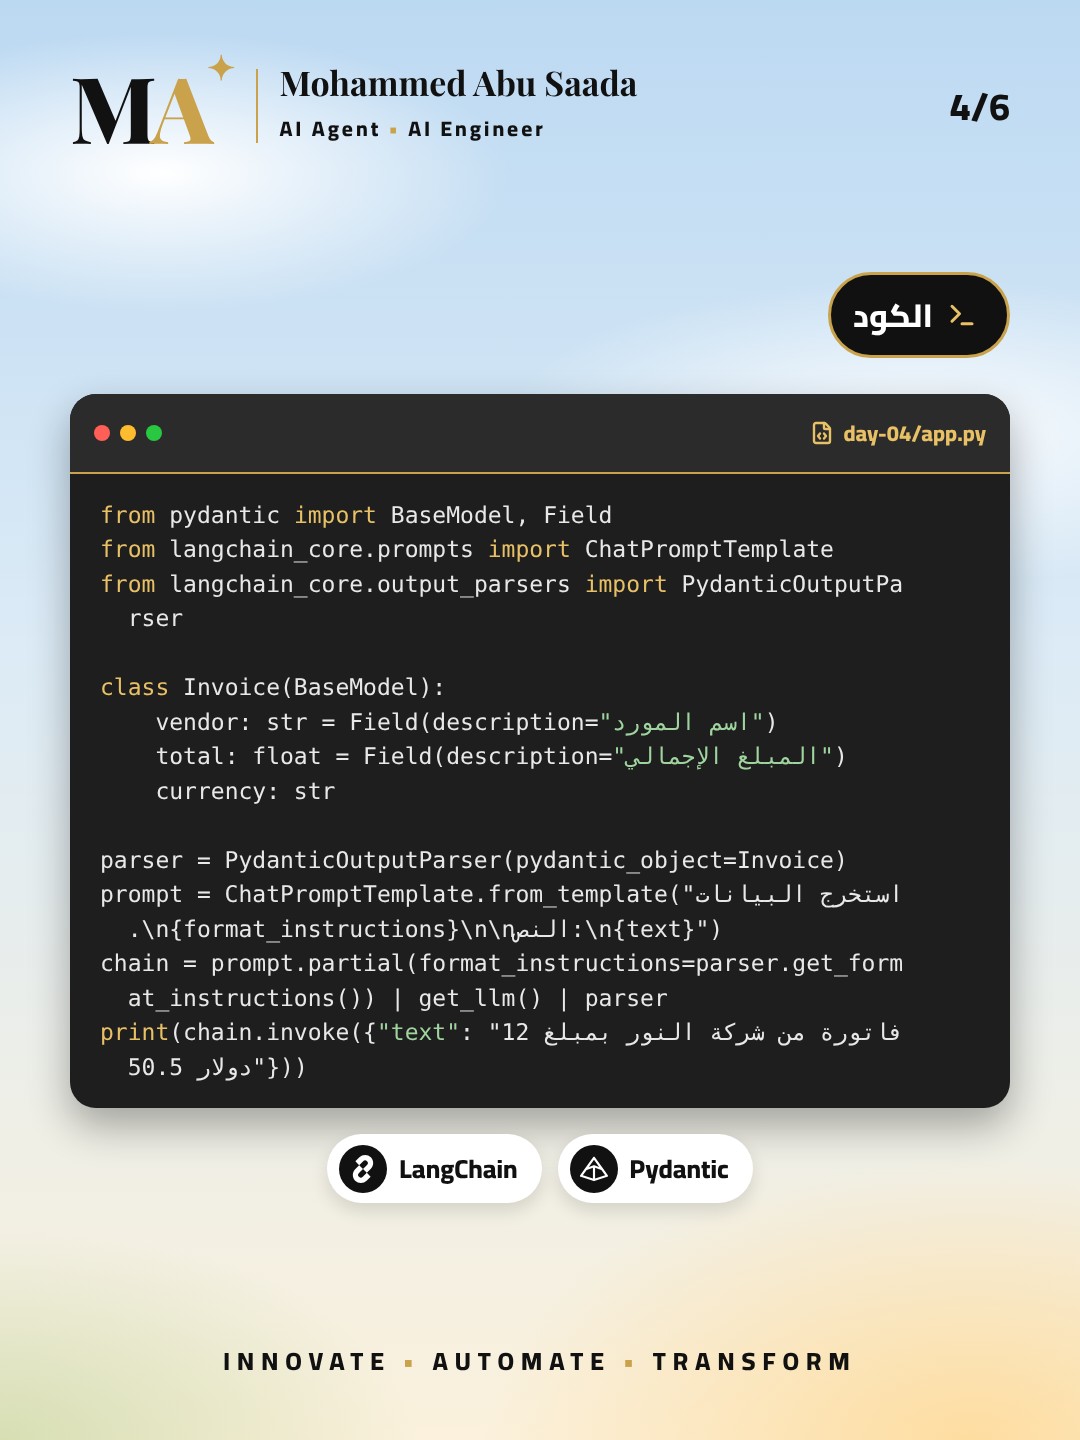 MA
Mohammed Abu Saada
AI Agent ▪ AI Engineer
4/6
الكود
day-04/app.py
from pydantic import BaseModel, Field
from langchain_core.prompts import ChatPromptTemplate
from langchain_core.output_parsers import PydanticOutputPa
rser
class Invoice(BaseModel):
vendor: str = Field(description="اسم المورد")
total: float = Field(description="المبلغ الإجمالي")
currency: str
parser = PydanticOutputParser(pydantic_object=Invoice)
prompt = ChatPromptTemplate.from_template("استخرج البيانات
.\n{format_instructions}\n\nالنص:\n{text}")
chain = prompt.partial(format_instructions=parser.get_form
at_instructions()) | get_llm() | parser
print(chain.invoke({"text": "فاتورة من شركة النور بمبلغ 12
50.5 دولار"}))
LangChain
Pydantic
INNOVATE ▪ AUTOMATE ▪ TRANSFORM